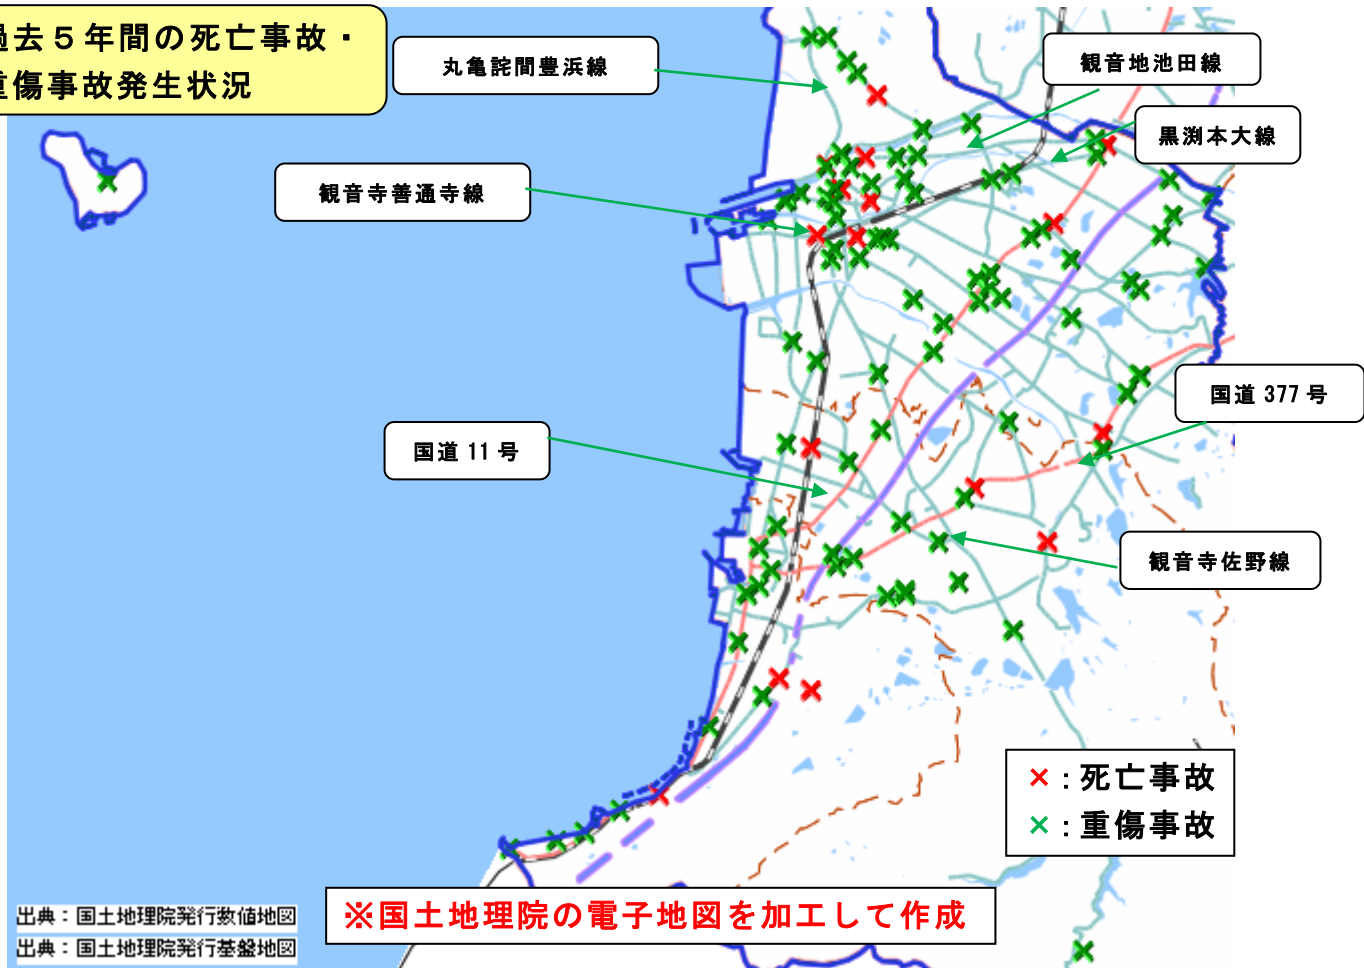 過去５年間の死亡事故・
重傷事故発生状況
丸亀詫間豊浜線
観音地池田線
黒渕本大線
観音寺善通寺線
国道 377 号
国道 11 号
観音寺佐野線
×：死亡事故
×：重傷事故
※国土地理院の電子地図を加工して作成
出典：国土地理院発行数値地図
出典：国土地理院発行基盤地図